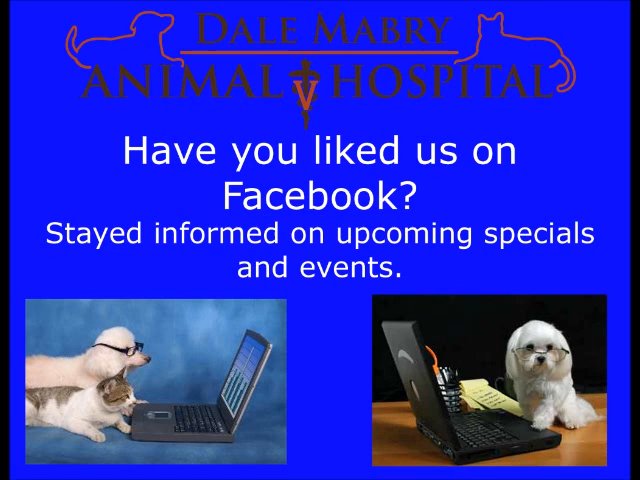 DALE MABRY
ANIMAL HOSPITAL
V
Have you liked us on
Facebook?
Stayed informed on upcoming specials
and events.